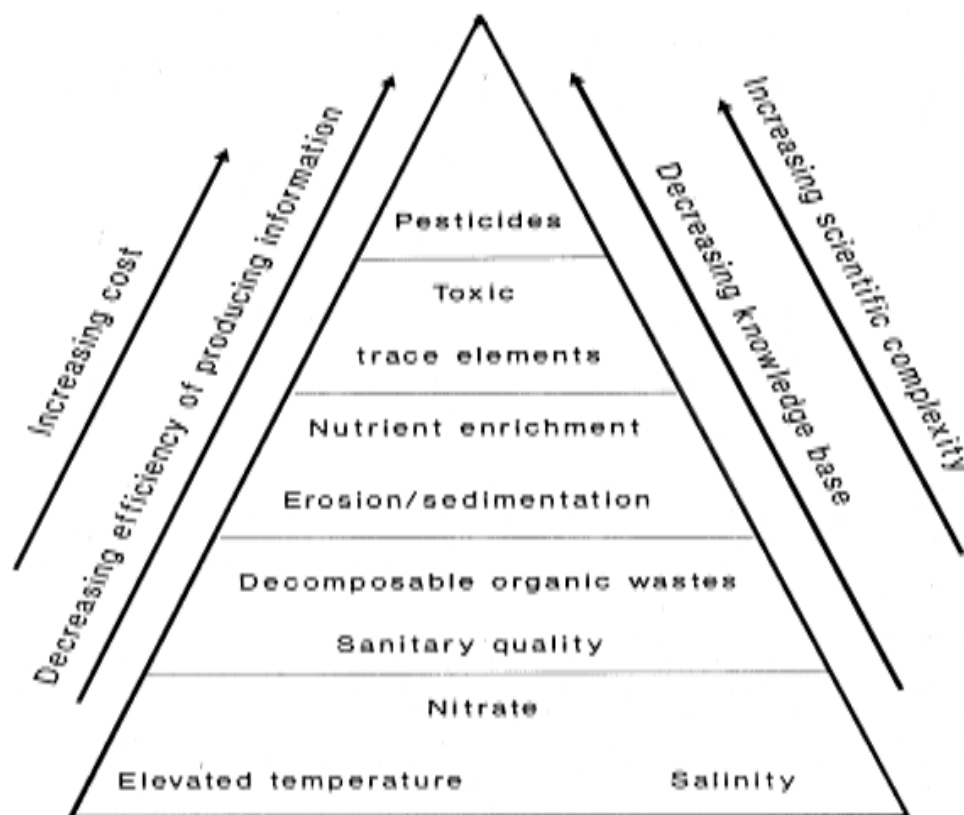 Increasing cost
Decreasing efficiency of producing information
Decreasing knowledge base
Increasing scientific complexity
Pesticides
Toxic
trace elements
Nutrient enrichment
Erosion/sedimentation
Decomposable organic wastes
Sanitary quality
Nitrate
Elevated temperature
Salinity